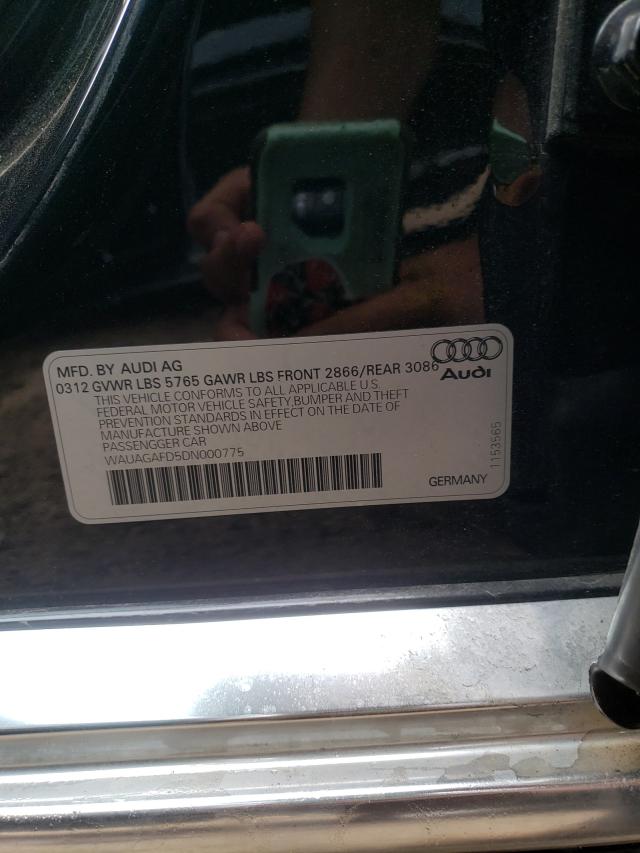 MFD. BY AUDI AG
0312 GVWR LBS 5765 GAWR LBS FRONT 2866/REAR 3086
Audi
THIS VEHICLE CONFORMS TO ALL APPLICABLE U.S.
FEDERAL MOTOR VEHICLE SAFETY,BUMPER AND THEFT
PREVENTION STANDARDS IN EFFECT ON THE DATE OF
MANUFACTURE SHOWN ABOVE
PASSENGGER CAR
WAUAGAFD5DN000775
GERMANY
1153565